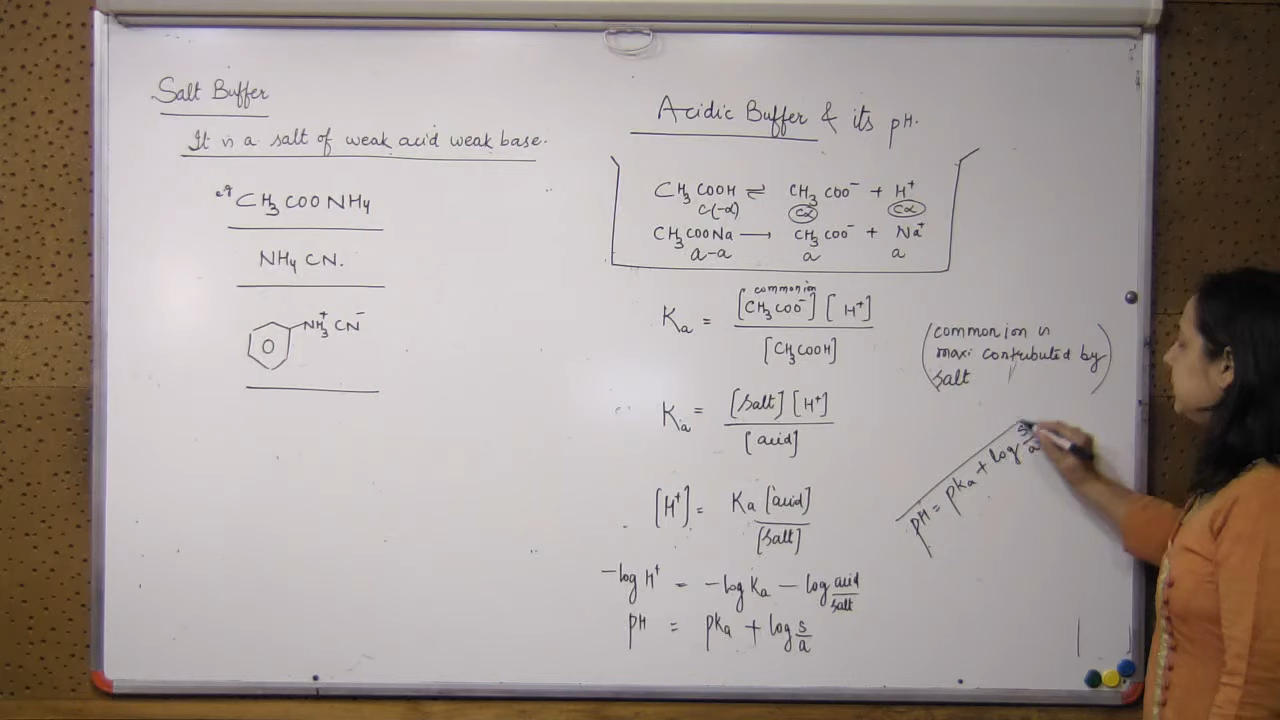 Salt Buffer
It is a salt of weak acid weak base.
eg CH₃COONH₄
NH₄CN.
NH₃⁺ CN⁻
Acidic Buffer & its pH.
CH₃COOH ⇌ CH₃COO⁻ + H⁺
C(-α) Cα Cα
CH₃COONa ⟶ CH₃COO⁻ + Na⁺
a-a a a
common ion
Ka = [CH₃COO⁻] [H⁺] / [CH₃COOH]
(common ion is
maxi contributed by
salt)
Ka = [salt] [H⁺] / [acid]
[H⁺] = Ka [acid] / [salt]
-log H⁺ = -log Ka - log acid/salt
pH = pKa + log s/a
pH = pKa + log s/a